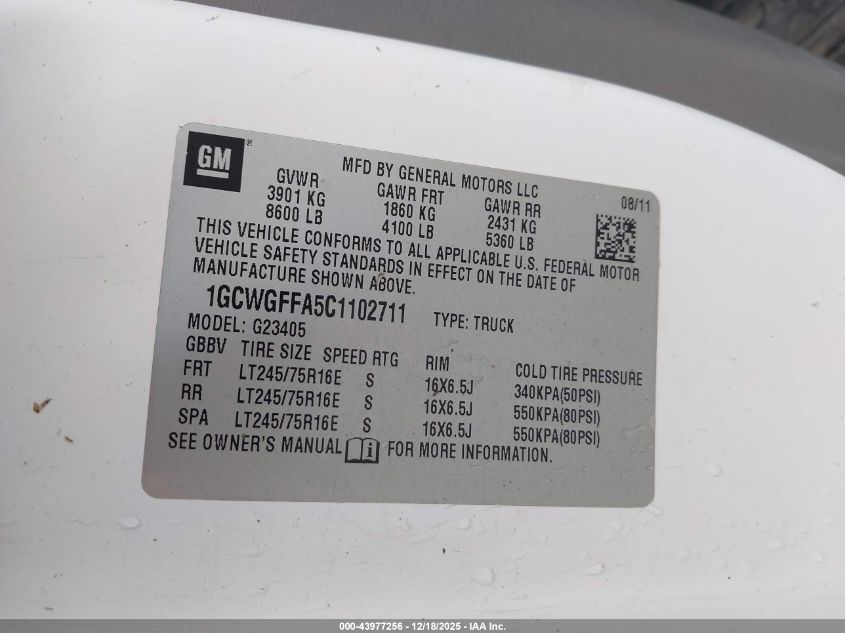 GM ®
MFD BY GENERAL MOTORS LLC
GVWR GAWR FRT GAWR RR 08/11
3901 KG 1860 KG 2431 KG
8600 LB 4100 LB 5360 LB
THIS VEHICLE CONFORMS TO ALL APPLICABLE U.S. FEDERAL MOTOR
VEHICLE SAFETY STANDARDS IN EFFECT ON THE DATE OF
MANUFACTURE SHOWN ABOVE.
1GCWGFFA5C1102711 TYPE: TRUCK
MODEL: G23405
GBBV TIRE SIZE SPEED RTG RIM COLD TIRE PRESSURE
FRT LT245/75R16E S 16X6.5J 340KPA(50PSI)
RR LT245/75R16E S 16X6.5J 550KPA(80PSI)
SPA LT245/75R16E S 16X6.5J 550KPA(80PSI)
SEE OWNER'S MANUAL i FOR MORE INFORMATION.
000-43977256 - 12/18/2025 - IAA Inc.